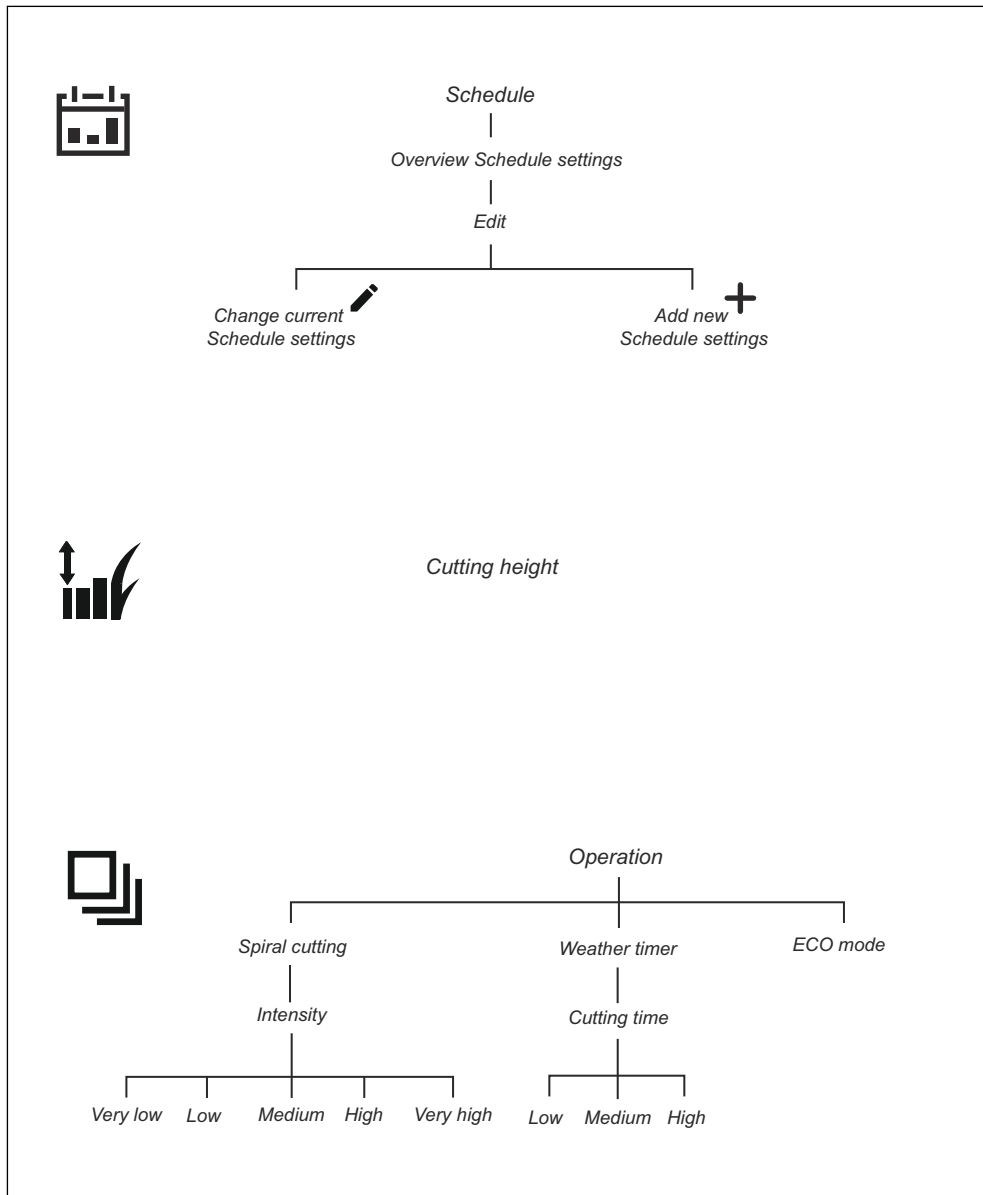 Schedule
Overview Schedule settings
Edit
Change current
Schedule settings
Add new
Schedule settings
Cutting height
Operation
Spiral cutting
Weather timer
ECO mode
Intensity
Cutting time
Very low
Low
Medium
High
Very high
Low
Medium
High